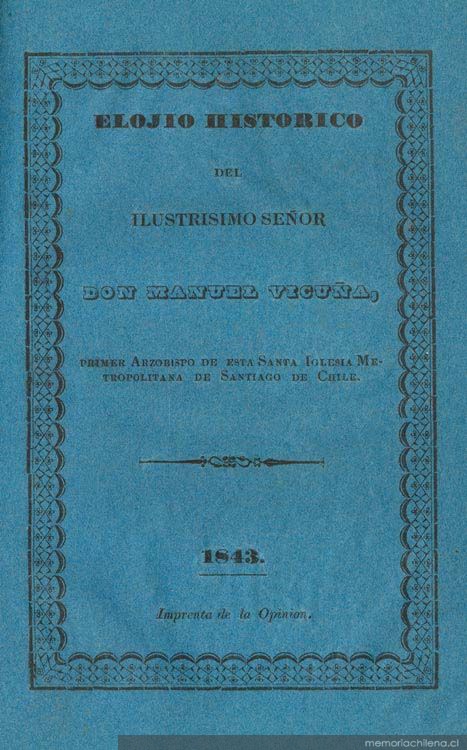 ELOJIO HISTORICO
DEL
ILUSTRISIMO SEÑOR
DON MANUEL VICUÑA,
PRIMER ARZOBISPO DE ESTA SANTA IGLESIA ME-
TROPOLITANA DE SANTIAGO DE CHILE.
1843.
Imprenta de la Opinion.
memoriachilena.cl